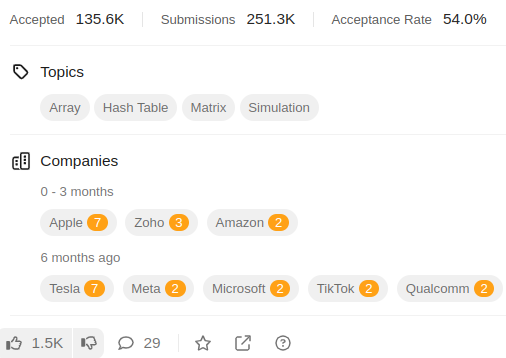 Accepted 135.6K Submissions 251.3K Acceptance Rate 54.0%
Topics
Array Hash Table Matrix Simulation
Companies
0 - 3 months
Apple 7 Zoho 3 Amazon 2
6 months ago
Tesla 7 Meta 2 Microsoft 2 TikTok 2 Qualcomm 2
1.5K 29